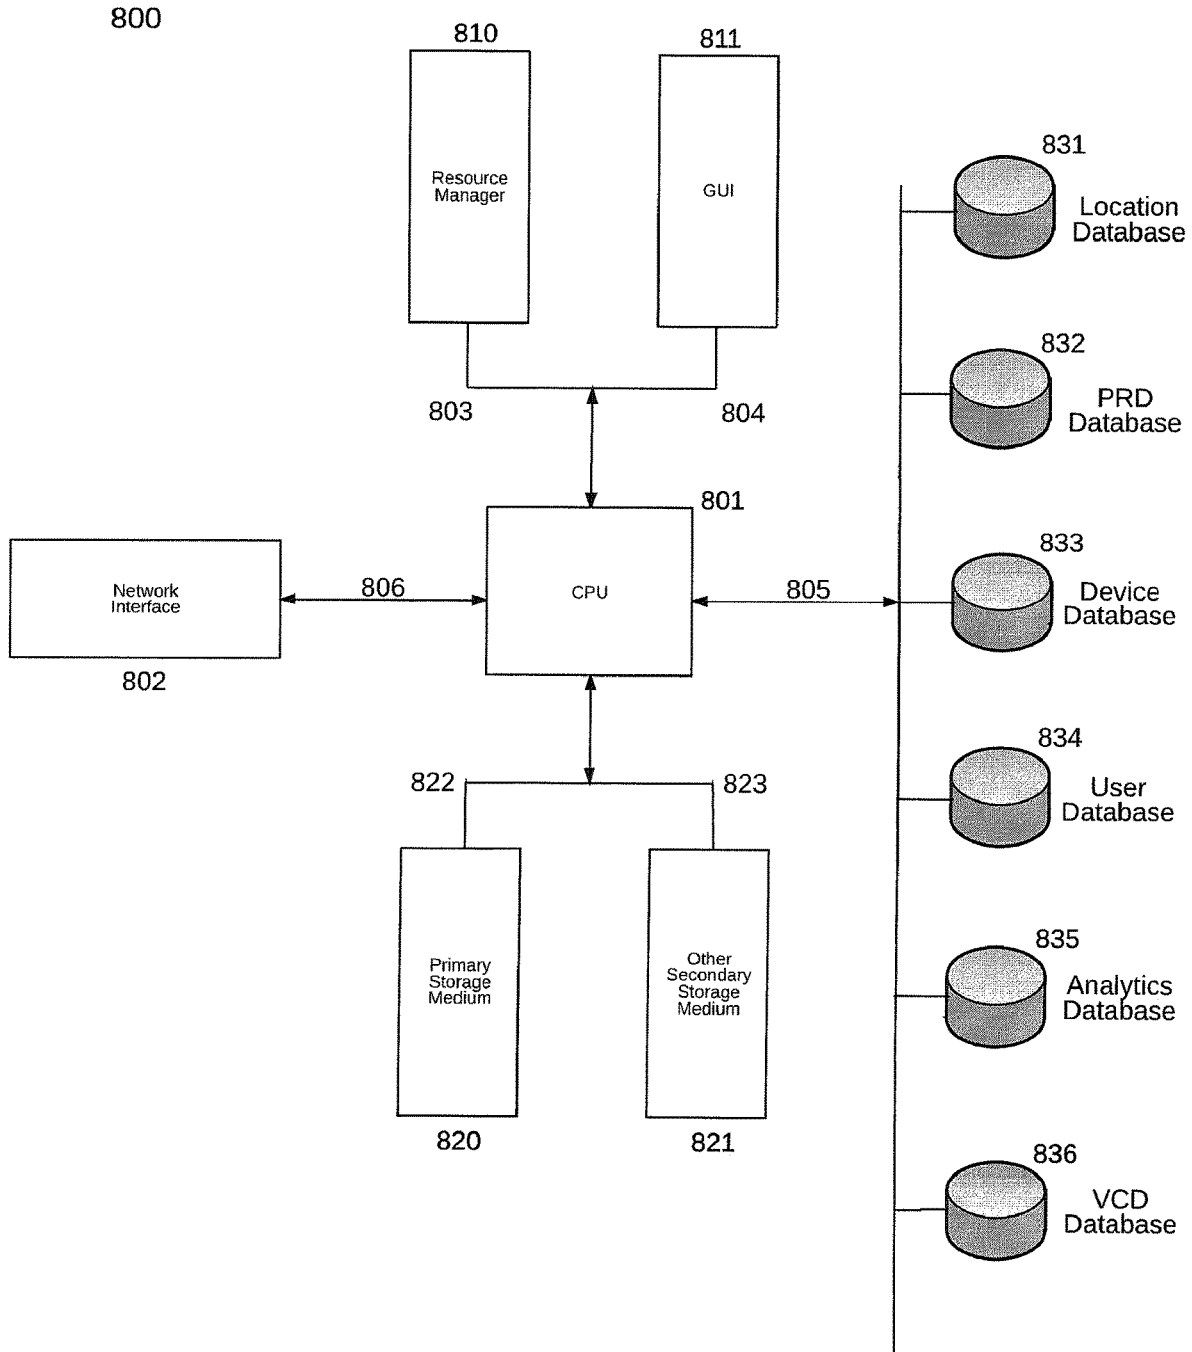 800
810
811
Resource
Manager
GUI
803
804
801
CPU
Network
Interface
802
806
805
822
823
Primary
Storage
Medium
820
Other
Secondary
Storage
Medium
821
831
Location
Database
832
PRD
Database
833
Device
Database
834
User
Database
835
Analytics
Database
836
VCD
Database